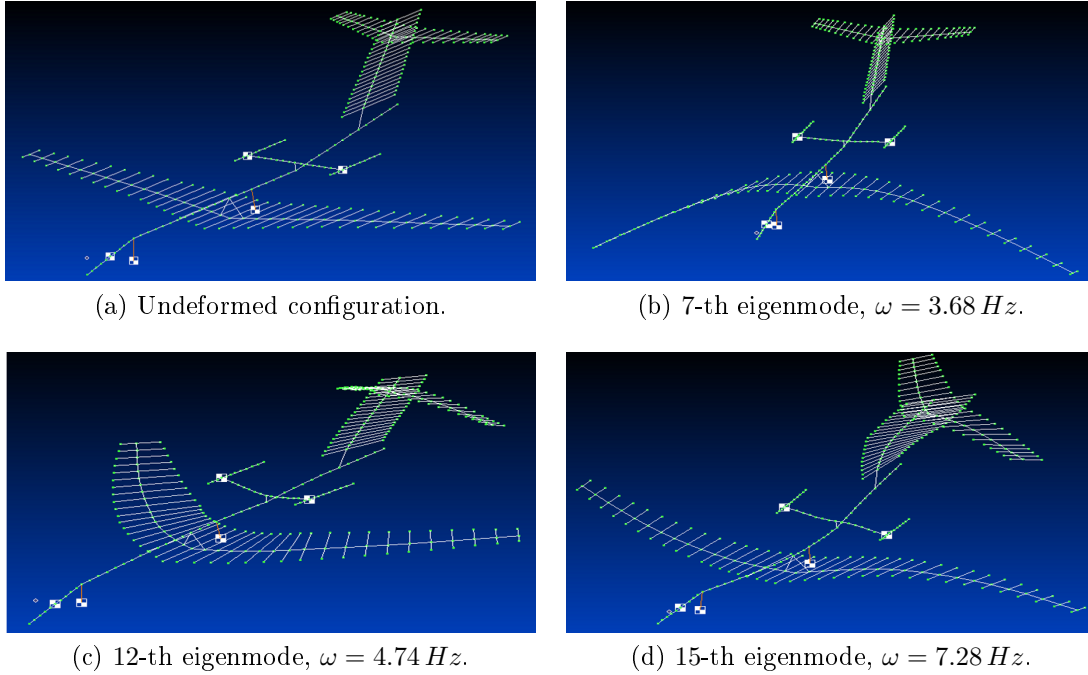 (a) Undeformed configuration.
(b) 7-th eigenmode, ω = 3.68 Hz.
(c) 12-th eigenmode, ω = 4.74 Hz.
(d) 15-th eigenmode, ω = 7.28 Hz.